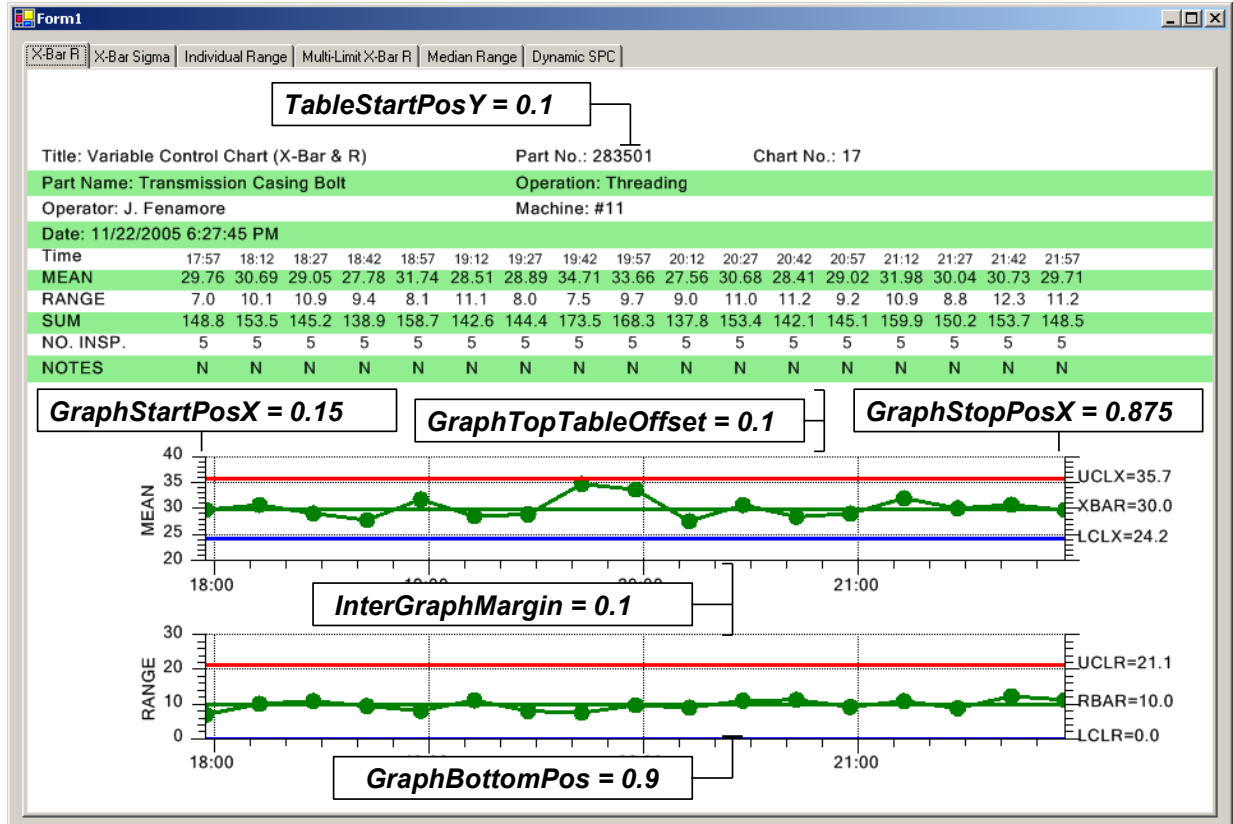 Form1
X-Bar R X-Bar Sigma Individual Range Multi-Limit X-Bar R Median Range Dynamic SPC
TableStartPosY = 0.1
Title: Variable Control Chart (X-Bar & R) Part No.: 283501 Chart No.: 17
Part Name: Transmission Casing Bolt Operation: Threading
Operator: J. Fenamore Machine: #11
Date: 11/22/2005 6:27:45 PM
Time 17:57 18:12 18:27 18:42 18:57 19:12 19:27 19:42 19:57 20:12 20:27 20:42 20:57 21:12 21:27 21:42 21:57
MEAN 29.76 30.69 29.05 27.78 31.74 28.51 28.89 34.71 33.66 27.56 30.68 28.41 29.02 31.98 30.04 30.73 29.71
RANGE 7.0 10.1 10.9 9.4 8.1 11.1 8.0 7.5 9.7 9.0 11.0 11.2 9.2 10.9 8.8 12.3 11.2
SUM 148.8 153.5 145.2 138.9 158.7 142.6 144.4 173.5 168.3 137.8 153.4 142.1 145.1 159.9 150.2 153.7 148.5
NO. INSP. 5 5 5 5 5 5 5 5 5 5 5 5 5 5 5 5 5
NOTES N N N N N N N N N N N N N N N N N
GraphStartPosX = 0.15 GraphTopTableOffset = 0.1 GraphStopPosX = 0.875
40
35 UCLX=35.7
30 XBAR=30.0
MEAN
25 LCLX=24.2
20
18:00 21:00
InterGraphMargin = 0.1
30
20 UCLR=21.1
RANGE
10 RBAR=10.0
0 LCLR=0.0
18:00 21:00
GraphBottomPos = 0.9